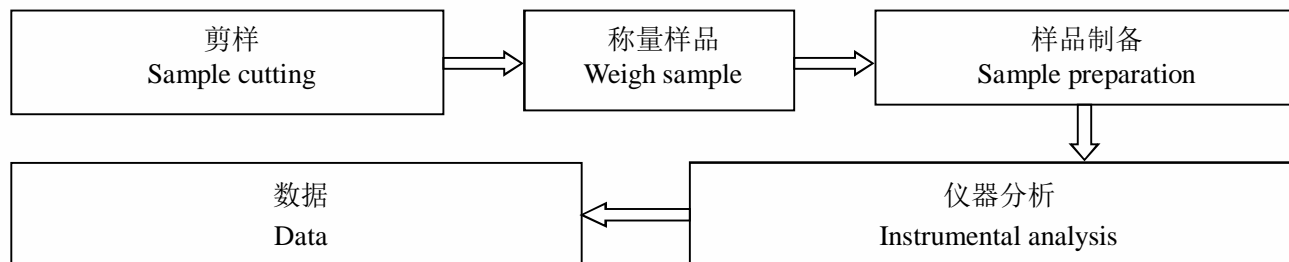 剪样
Sample cutting
称量样品
Weigh sample
样品制备
Sample preparation
仪器分析
Instrumental analysis
数据
Data